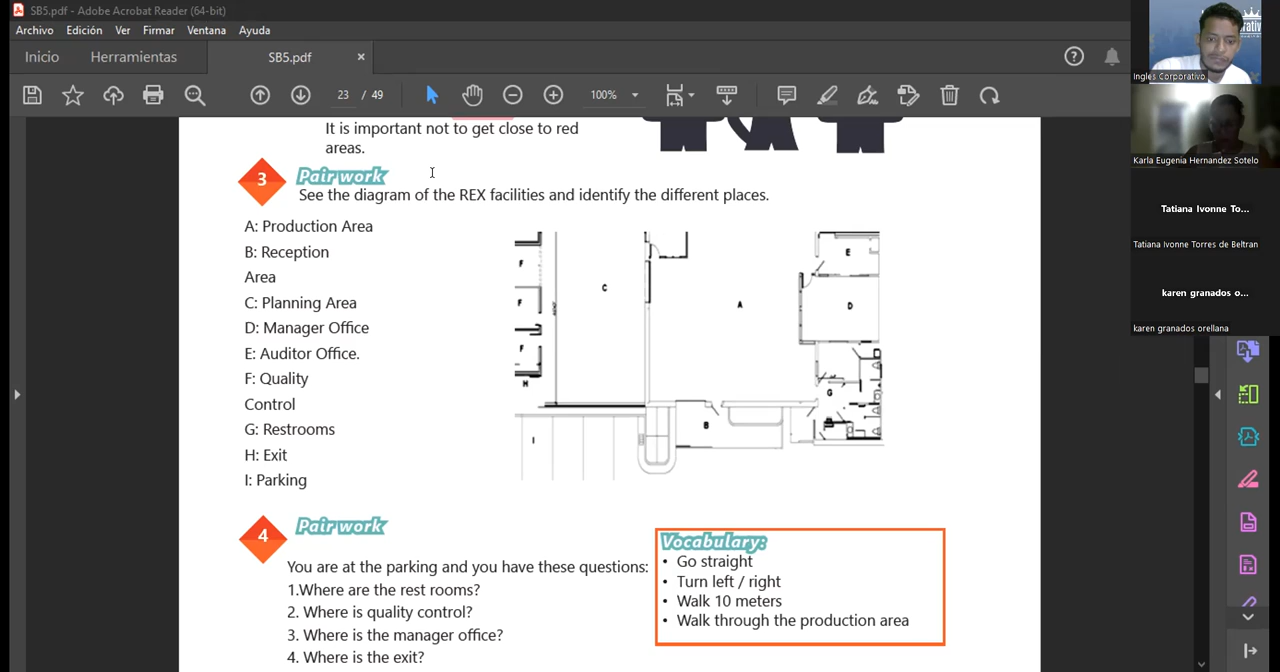 SB5.pdf - Adobe Acrobat Reader (64-bit)
Archivo Edición Ver Firmar Ventana Ayuda
Inicio Herramientas SB5.pdf
23 / 49 100%
It is important not to get close to red
areas.
3 Pair work
See the diagram of the REX facilities and identify the different places.
A: Production Area
B: Reception
Area
C: Planning Area
D: Manager Office
E: Auditor Office.
F: Quality
Control
G: Restrooms
H: Exit
I: Parking
F
F
F
H
C
A
E
D
G
B
I
4 Pair work
You are at the parking and you have these questions:
1.Where are the rest rooms?
2. Where is quality control?
3. Where is the manager office?
4. Where is the exit?
Vocabulary:
• Go straight
• Turn left / right
• Walk 10 meters
• Walk through the production area
Ingles Corporativo
Karla Eugenia Hernandez Sotelo
Tatiana Ivonne To...
Tatiana Ivonne Torres de Beltran
karen granados o...
karen granados orellana